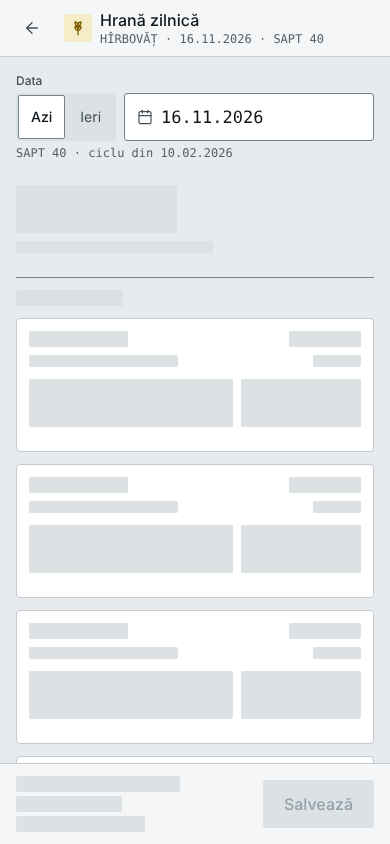 Hrană zilnică
HÎRBOVĂȚ · 16.11.2026 · SAPT 40
Data
Azi
Ieri
16.11.2026
SAPT 40 · ciclu din 10.02.2026
Salvează